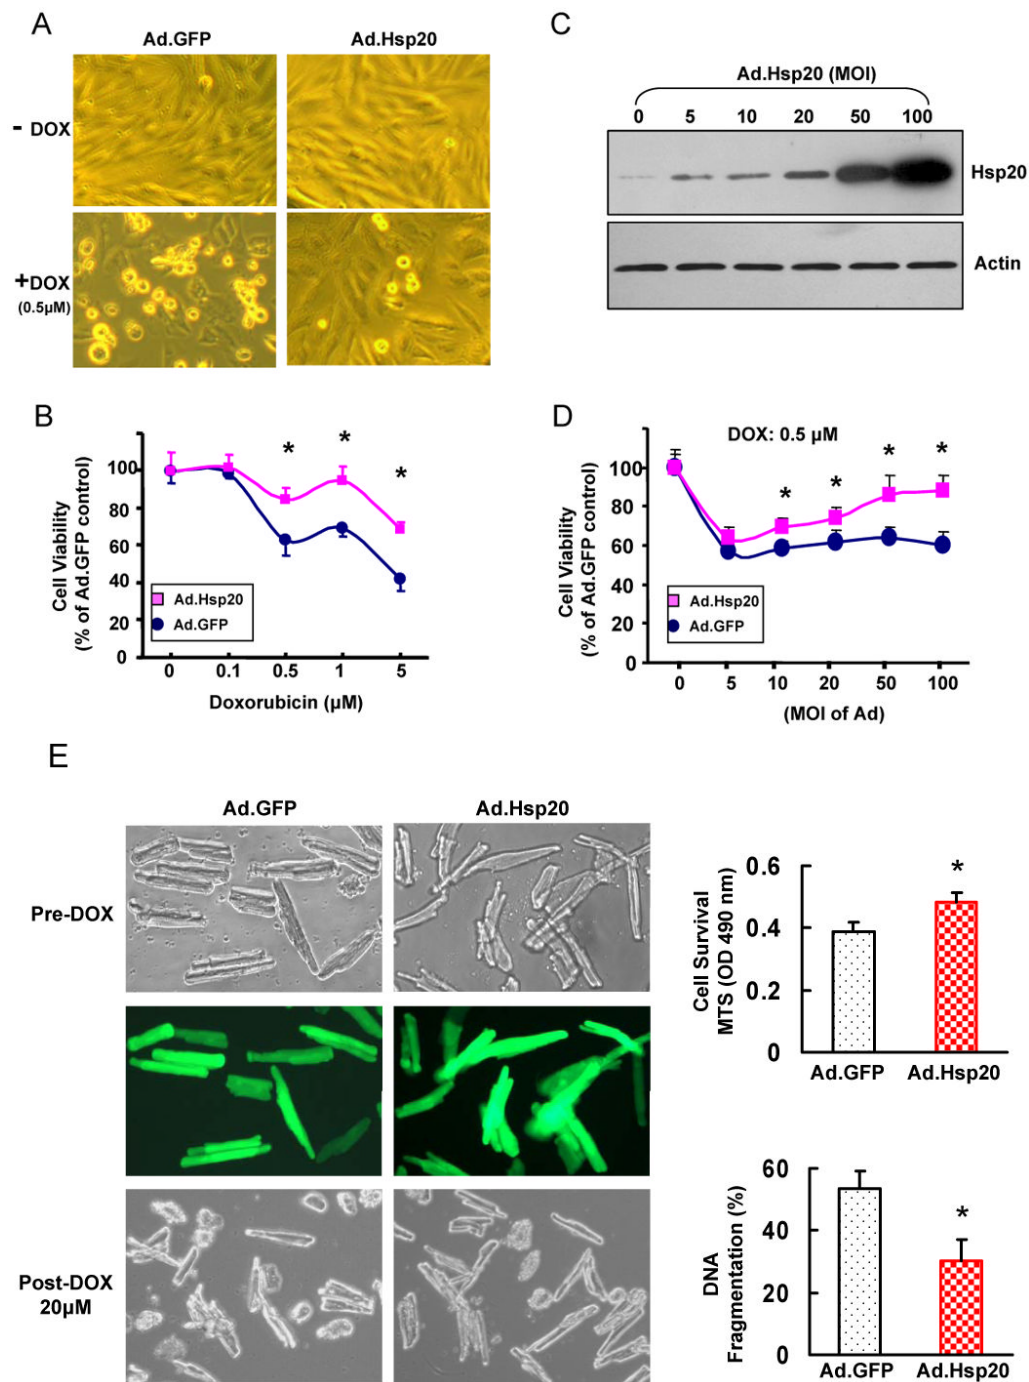 A
Ad.GFP
Ad.Hsp20
- DOX
+DOX
(0.5µM)
C
Ad.Hsp20 (MOI)
0 5 10 20 50 100
Hsp20
Actin
B
Cell Viability
(% of Ad.GFP control)
100
80
60
40
20
0
* * *
Ad.Hsp20
Ad.GFP
0 0.1 0.5 1 5
Doxorubicin (µM)
D
DOX: 0.5 µM
Cell Viability
(% of Ad.GFP control)
100
80
60
40
20
0
* * * *
Ad.Hsp20
Ad.GFP
0 5 10 20 50 100
(MOI of Ad)
E
Ad.GFP
Ad.Hsp20
Pre-DOX
Post-DOX
20µM
Cell Survival
MTS (OD 490 nm)
0.6
0.4
0.2
0
*
Ad.GFP Ad.Hsp20
DNA
Fragmentation (%)
60
40
20
0
*
Ad.GFP Ad.Hsp20